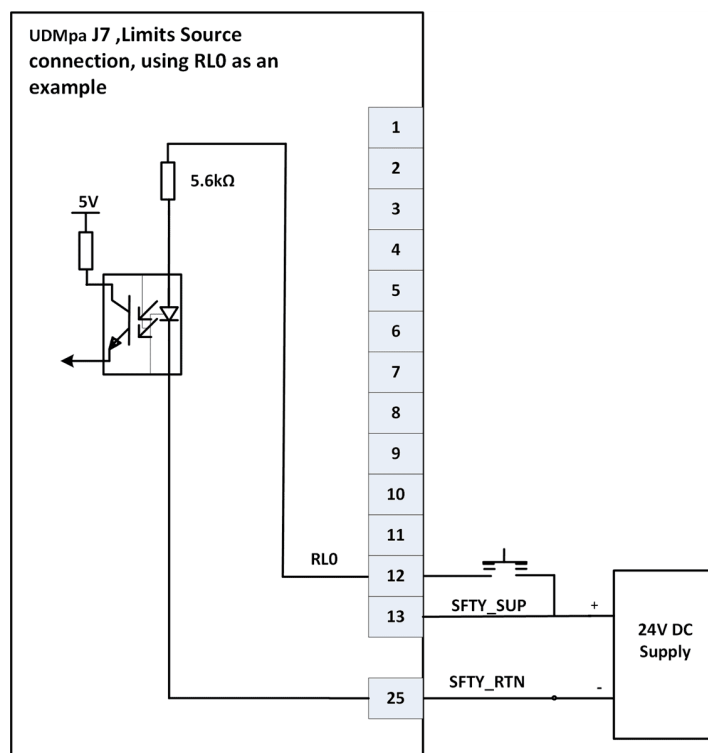 UDMpa J7 ,Limits Source
connection, using RL0 as an
example
5.6kΩ
5V
1
2
3
4
5
6
7
8
9
10
11
RL0
12
13
SFTY_SUP
+
24V DC
Supply
25
SFTY_RTN
-